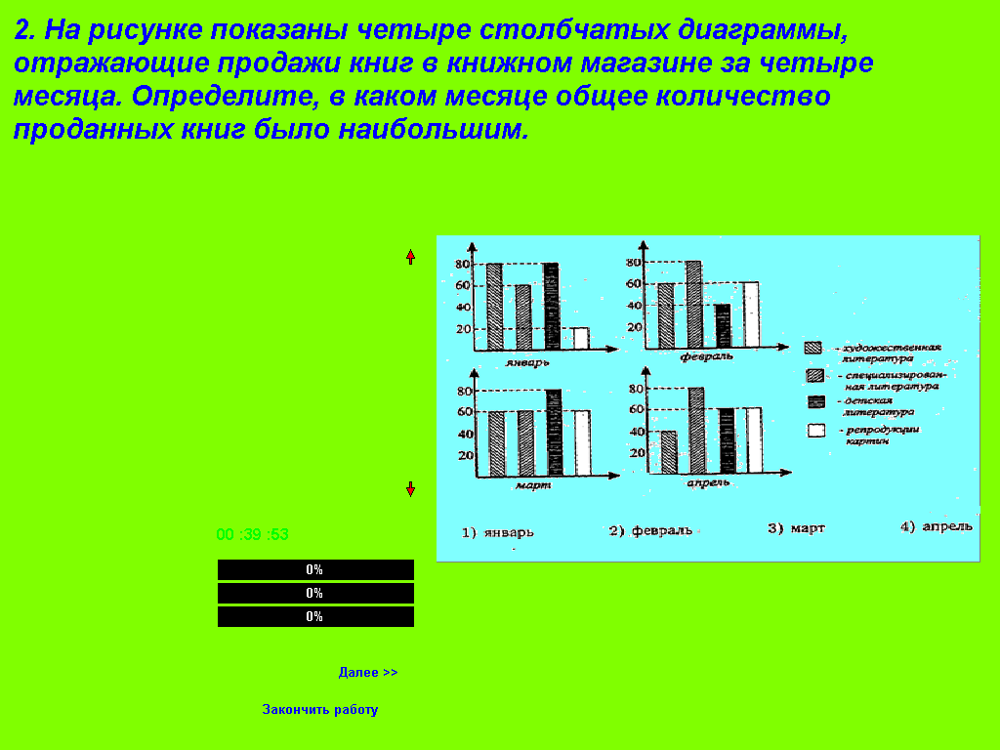 2. На рисунке показаны четыре столбчатых диаграммы,
отражающие продажи книг в книжном магазине за четыре
месяца. Определите, в каком месяце общее количество
проданных книг было наибольшим.
80
60
40
20
январь
80
60
40
20
февраль
80
60
40
20
март
80
60
40
20
апрель
- художественная
литература
- специализирован-
ная литература
- детская
литература
- репродукции
картин
1) январь
2) февраль
3) март
4) апрель
00 :39 :53
0%
0%
0%
Далее >>
Закончить работу